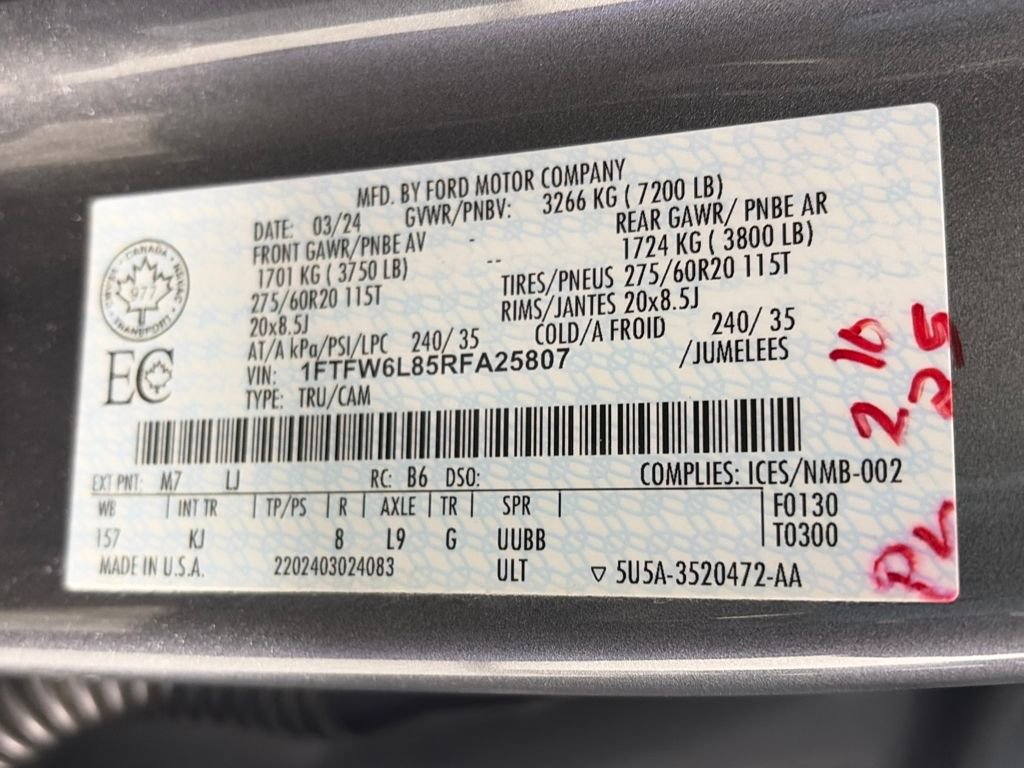 MFD. BY FORD MOTOR COMPANY
DATE: 03/24 GVWR/PNBV: 3266 KG ( 7200 LB)
FRONT GAWR/PNBE AV REAR GAWR/ PNBE AR
1701 KG ( 3750 LB) -- 1724 KG ( 3800 LB)
275/60R20 115T TIRES/PNEUS 275/60R20 115T
20x8.5J RIMS/JANTES 20x8.5J
AT/A kPa/PSI/LPC 240/ 35 COLD/A FROID 240/ 35
VIN: 1FTFW6L85RFA25807 /JUMELEES
TYPE: TRU/CAM
CANADA
TRANSPORT
977
EC
EXT PNT: M7 LJ RC: B6 DSO: COMPLIES: ICES/NMB-002
WB | INT TR | TP/PS | R | AXLE | TR | SPR | F0130
157 KJ 8 L9 G UUBB T0300
MADE IN U.S.A. 2202403024083 ULT ▽ 5U5A-3520472-AA